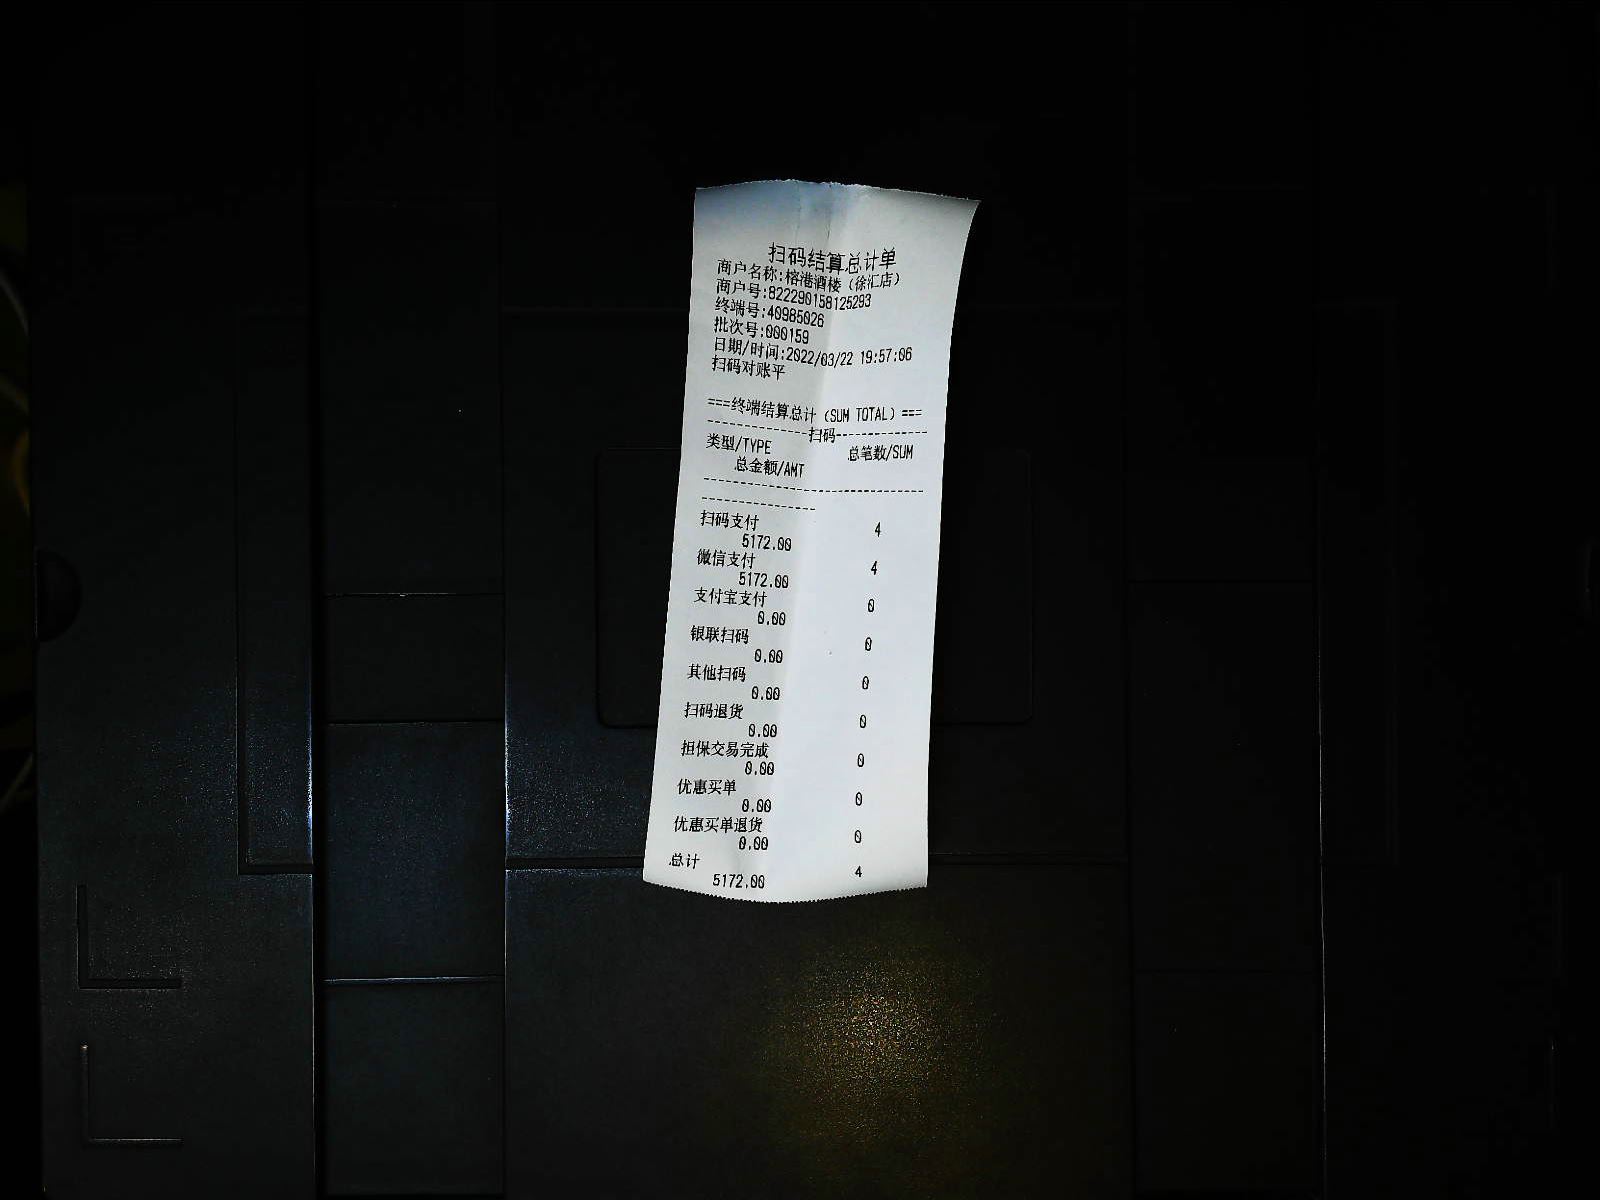 扫码结算总计单
商户名称:榕港酒楼（徐汇店）
商户号:822290158125293
终端号:40985026
批次号:000159
日期/时间:2022/03/22 19:57:06
扫码对账平
===终端结算总计（SUM TOTAL）===
--------------扫码--------------
类型/TYPE 总笔数/SUM
总金额/AMT
--------------------------------
----------------
扫码支付 4
5172.00
微信支付 4
5172.00
支付宝支付 0
0.00
银联扫码 0
0.00
其他扫码 0
0.00
扫码退货 0
0.00
担保交易完成 0
0.00
优惠买单 0
0.00
优惠买单退货 0
0.00
总计 4
5172.00